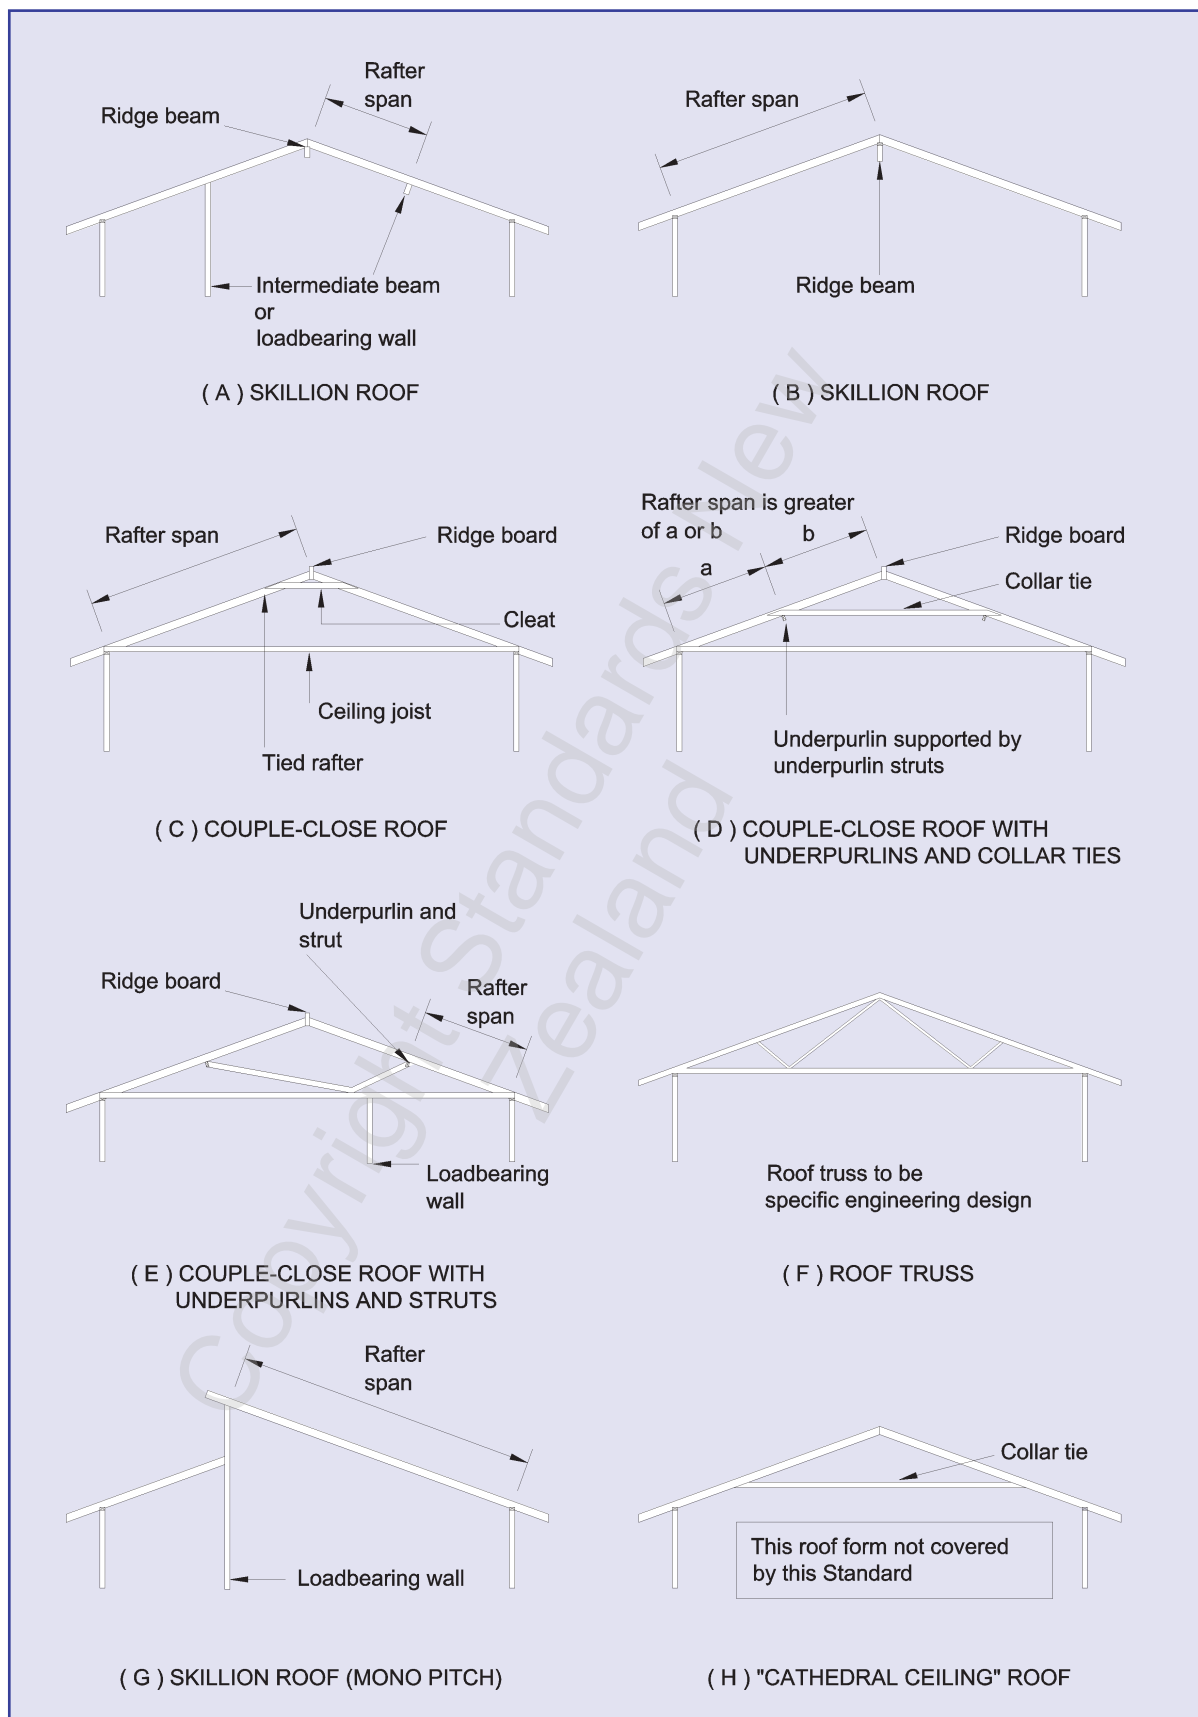 Rafter
span
Ridge beam
Intermediate beam
or
loadbearing wall
( A ) SKILLION ROOF
Rafter span
Ridge beam
( B ) SKILLION ROOF
Rafter span
Ridge board
Cleat
Ceiling joist
Tied rafter
( C ) COUPLE-CLOSE ROOF
Rafter span is greater
of a or b
b
a
Ridge board
Collar tie
Underpurlin supported by
underpurlin struts
( D ) COUPLE-CLOSE ROOF WITH
UNDERPURLINS AND COLLAR TIES
Underpurlin and
strut
Ridge board
Rafter
span
Loadbearing
wall
( E ) COUPLE-CLOSE ROOF WITH
UNDERPURLINS AND STRUTS
Roof truss to be
specific engineering design
( F ) ROOF TRUSS
Rafter
span
Loadbearing wall
( G ) SKILLION ROOF (MONO PITCH)
Collar tie
This roof form not covered
by this Standard
( H ) "CATHEDRAL CEILING" ROOF
Copyright Standards New
Zealand